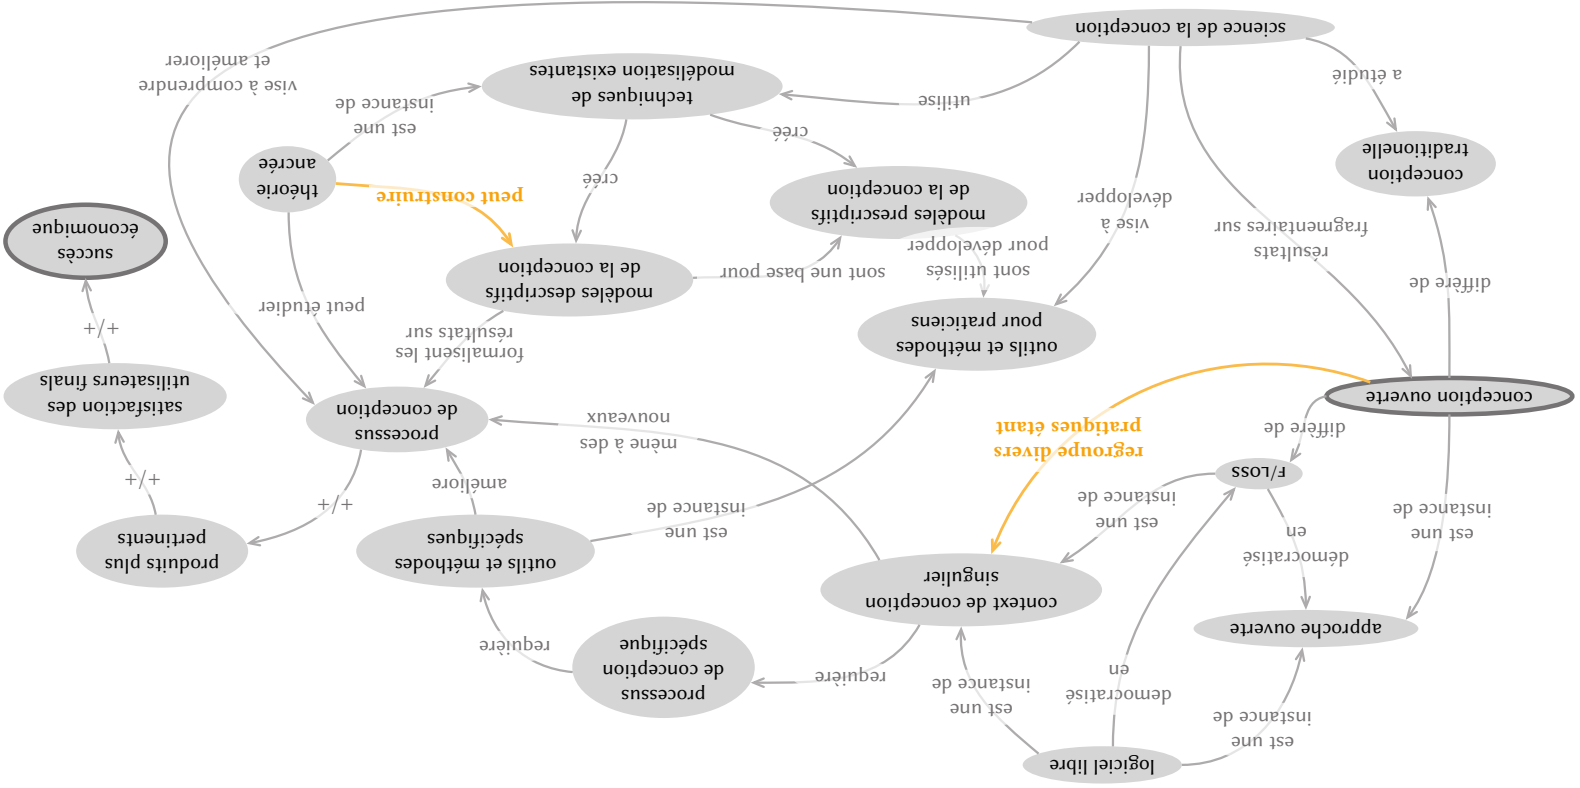 logiciel libre
est une
instance de
est une
instance de
democratisé
en
processus
de conception
spécifique
requière
requière
approche ouverte
context de conception
singulier
est une
instance de
démocratisé
en
est une
instance de
outils et méthodes
spécifiques
est une
instance de
produits plus
pertinents
+/+
+/+
améliore
F/LOSS
diffère de
regroupe divers
pratiques étant
mène à des
nouveaux
processus
de conception
conception ouverte
satisfaction des
utilisateurs finals
+/+
formalisent les
résultats sur
outils et méthodes
pour praticiens
peut étudier
modèles descriptifs
de la conception
sont une base pour
sont utilisés
pour développer
diffère de
résultats
fragmentaires sur
succès
économique
vise à
développer
modèles prescriptifs
de la conception
peut construire
théorie
ancrée
créé
créé
conception
traditionelle
est une
instance de
techniques de
modélisation existantes
utilise
a étudié
vise à comprendre
et améliorer
science de la conception